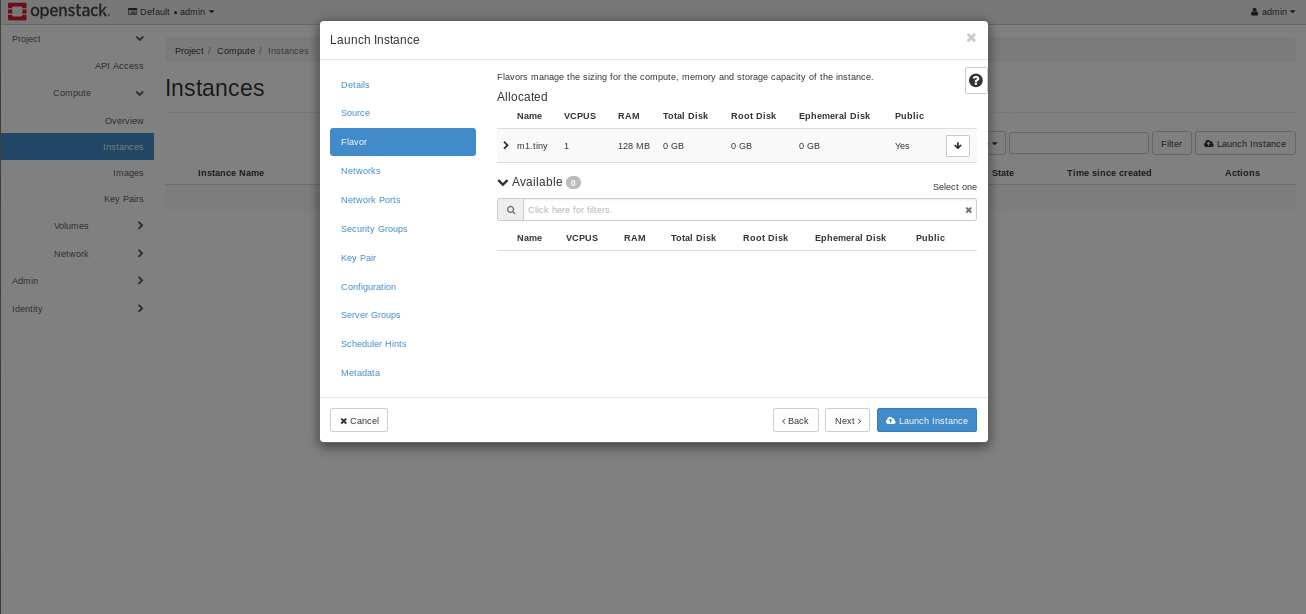 openstack.
Default • admin
admin
Project
API Access
Compute
Overview
Instances
Images
Key Pairs
Volumes
Network
Admin
Identity
Project / Compute / Instances
Instances
Filter
Launch Instance
Instance Name
State
Time since created
Actions
Launch Instance
Details
Source
Flavor
Networks
Network Ports
Security Groups
Key Pair
Configuration
Server Groups
Scheduler Hints
Metadata
Flavors manage the sizing for the compute, memory and storage capacity of the instance.
Allocated
Name VCPUS RAM Total Disk Root Disk Ephemeral Disk Public
m1.tiny 1 128 MB 0 GB 0 GB 0 GB Yes
Available 0
Select one
Click here for filters.
Name VCPUS RAM Total Disk Root Disk Ephemeral Disk Public
Cancel
‹ Back
Next ›
Launch Instance